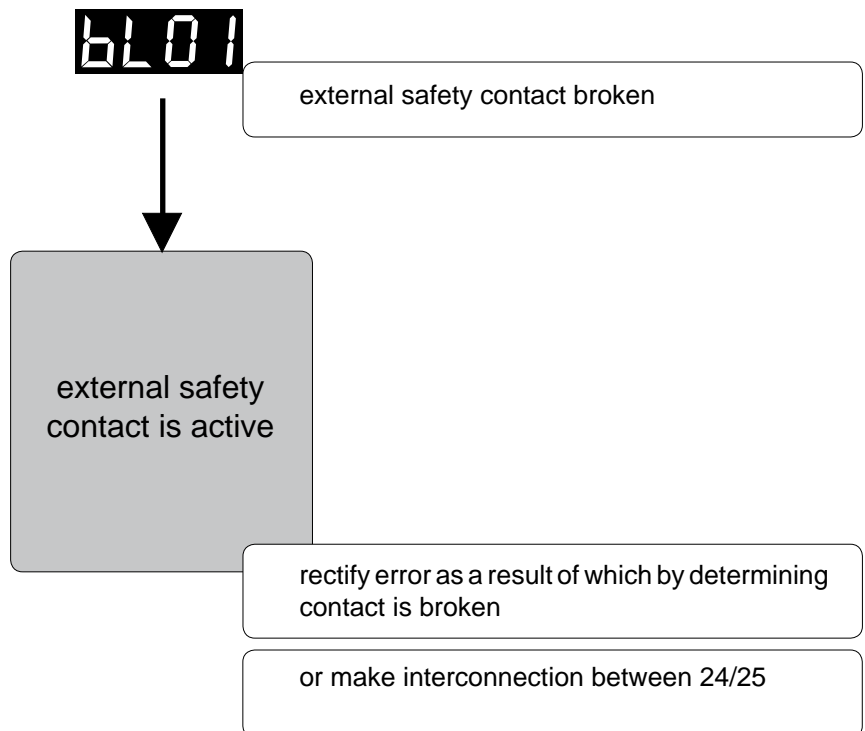 bL01
external safety contact broken
external safety
contact is active
rectify error as a result of which by determining
contact is broken
or make interconnection between 24/25